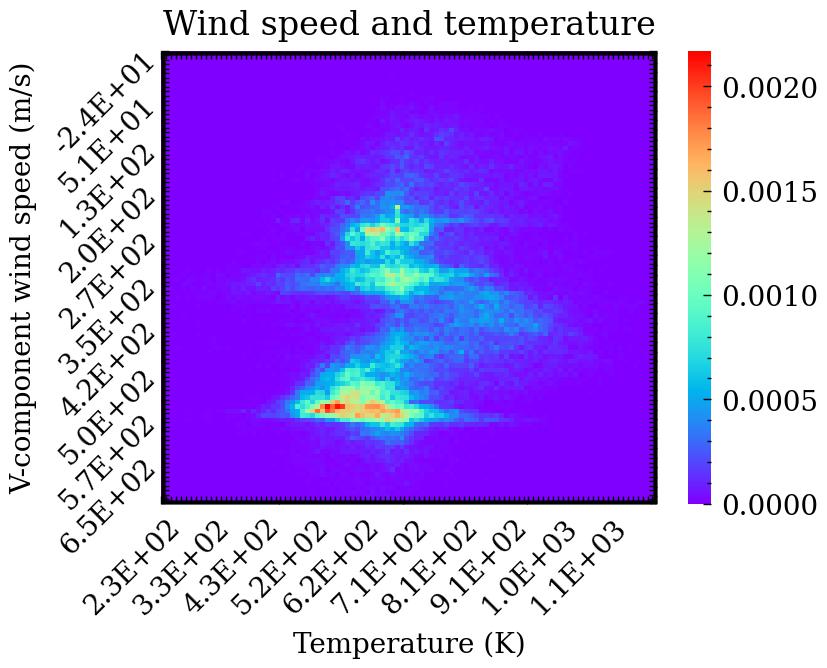 Wind speed and temperature
V-component wind speed (m/s)
-2.4E+01
5.1E+01
1.3E+02
2.0E+02
2.7E+02
3.5E+02
4.2E+02
5.0E+02
5.7E+02
6.5E+02
2.3E+02
3.3E+02
4.3E+02
5.2E+02
6.2E+02
7.1E+02
8.1E+02
9.1E+02
1.0E+03
1.1E+03
Temperature (K)
0.0020
0.0015
0.0010
0.0005
0.0000